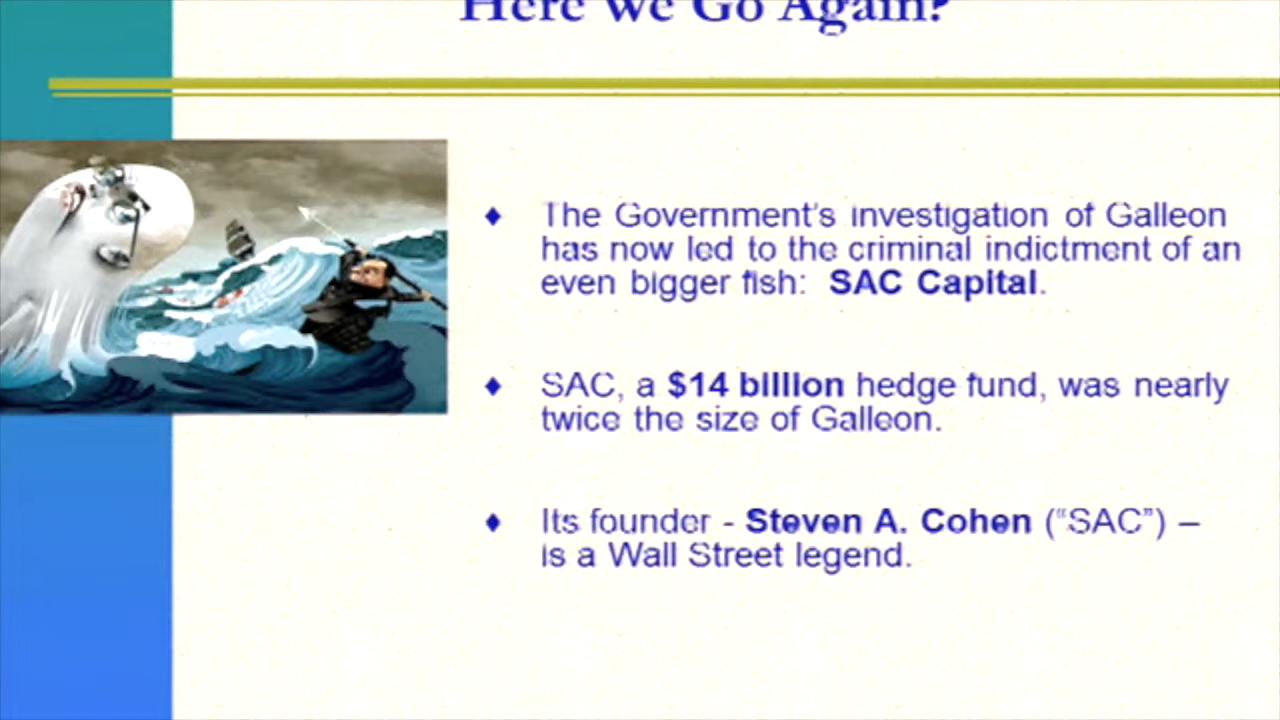 Here We Go Again?
♦ The Government's investigation of Galleon
has now led to the criminal indictment of an
even bigger fish: SAC Capital.
♦ SAC, a $14 billion hedge fund, was nearly
twice the size of Galleon.
♦ Its founder - Steven A. Cohen (“SAC”) –
is a Wall Street legend.